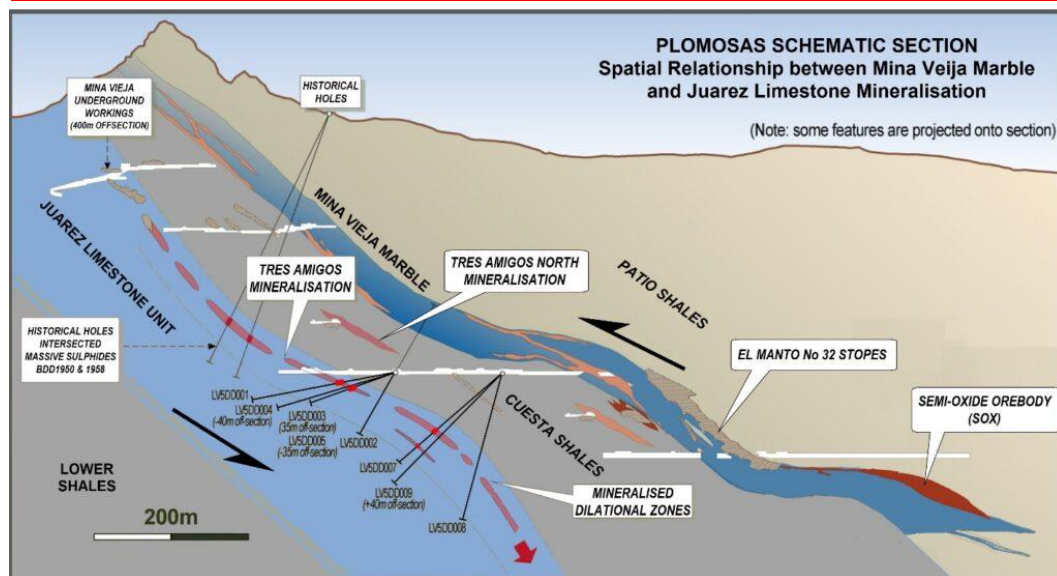 PLOMOSAS SCHEMATIC SECTION
Spatial Relationship between Mina Veija Marble
and Juarez Limestone Mineralisation
(Note: some features are projected onto section)
MINA VIEJA
UNDERGROUND
WORKINGS
(400m OFFSECTION)
HISTORICAL
HOLES
JUAREZ LIMESTONE UNIT
MINA VIEJA MARBLE
PATIO SHALES
TRES AMIGOS
MINERALISATION
TRES AMIGOS NORTH
MINERALISATION
HISTORICAL HOLES
INTERSECTED
MASSIVE SULPHIDES
BDD1950 & 1958
EL MANTO No 32 STOPES
SEMI-OXIDE OREBODY
(SOX)
CUESTA SHALES
LV5DD001
LV5DD004
(-40m off-section)
LV5DD003
(35m off-section)
LV5DD005
(-35m off-section)
LV5DD002
LV5DD007
LV5DD009
(+40m off-section)
LV5DD008
MINERALISED
DILATIONAL ZONES
LOWER
SHALES
200m